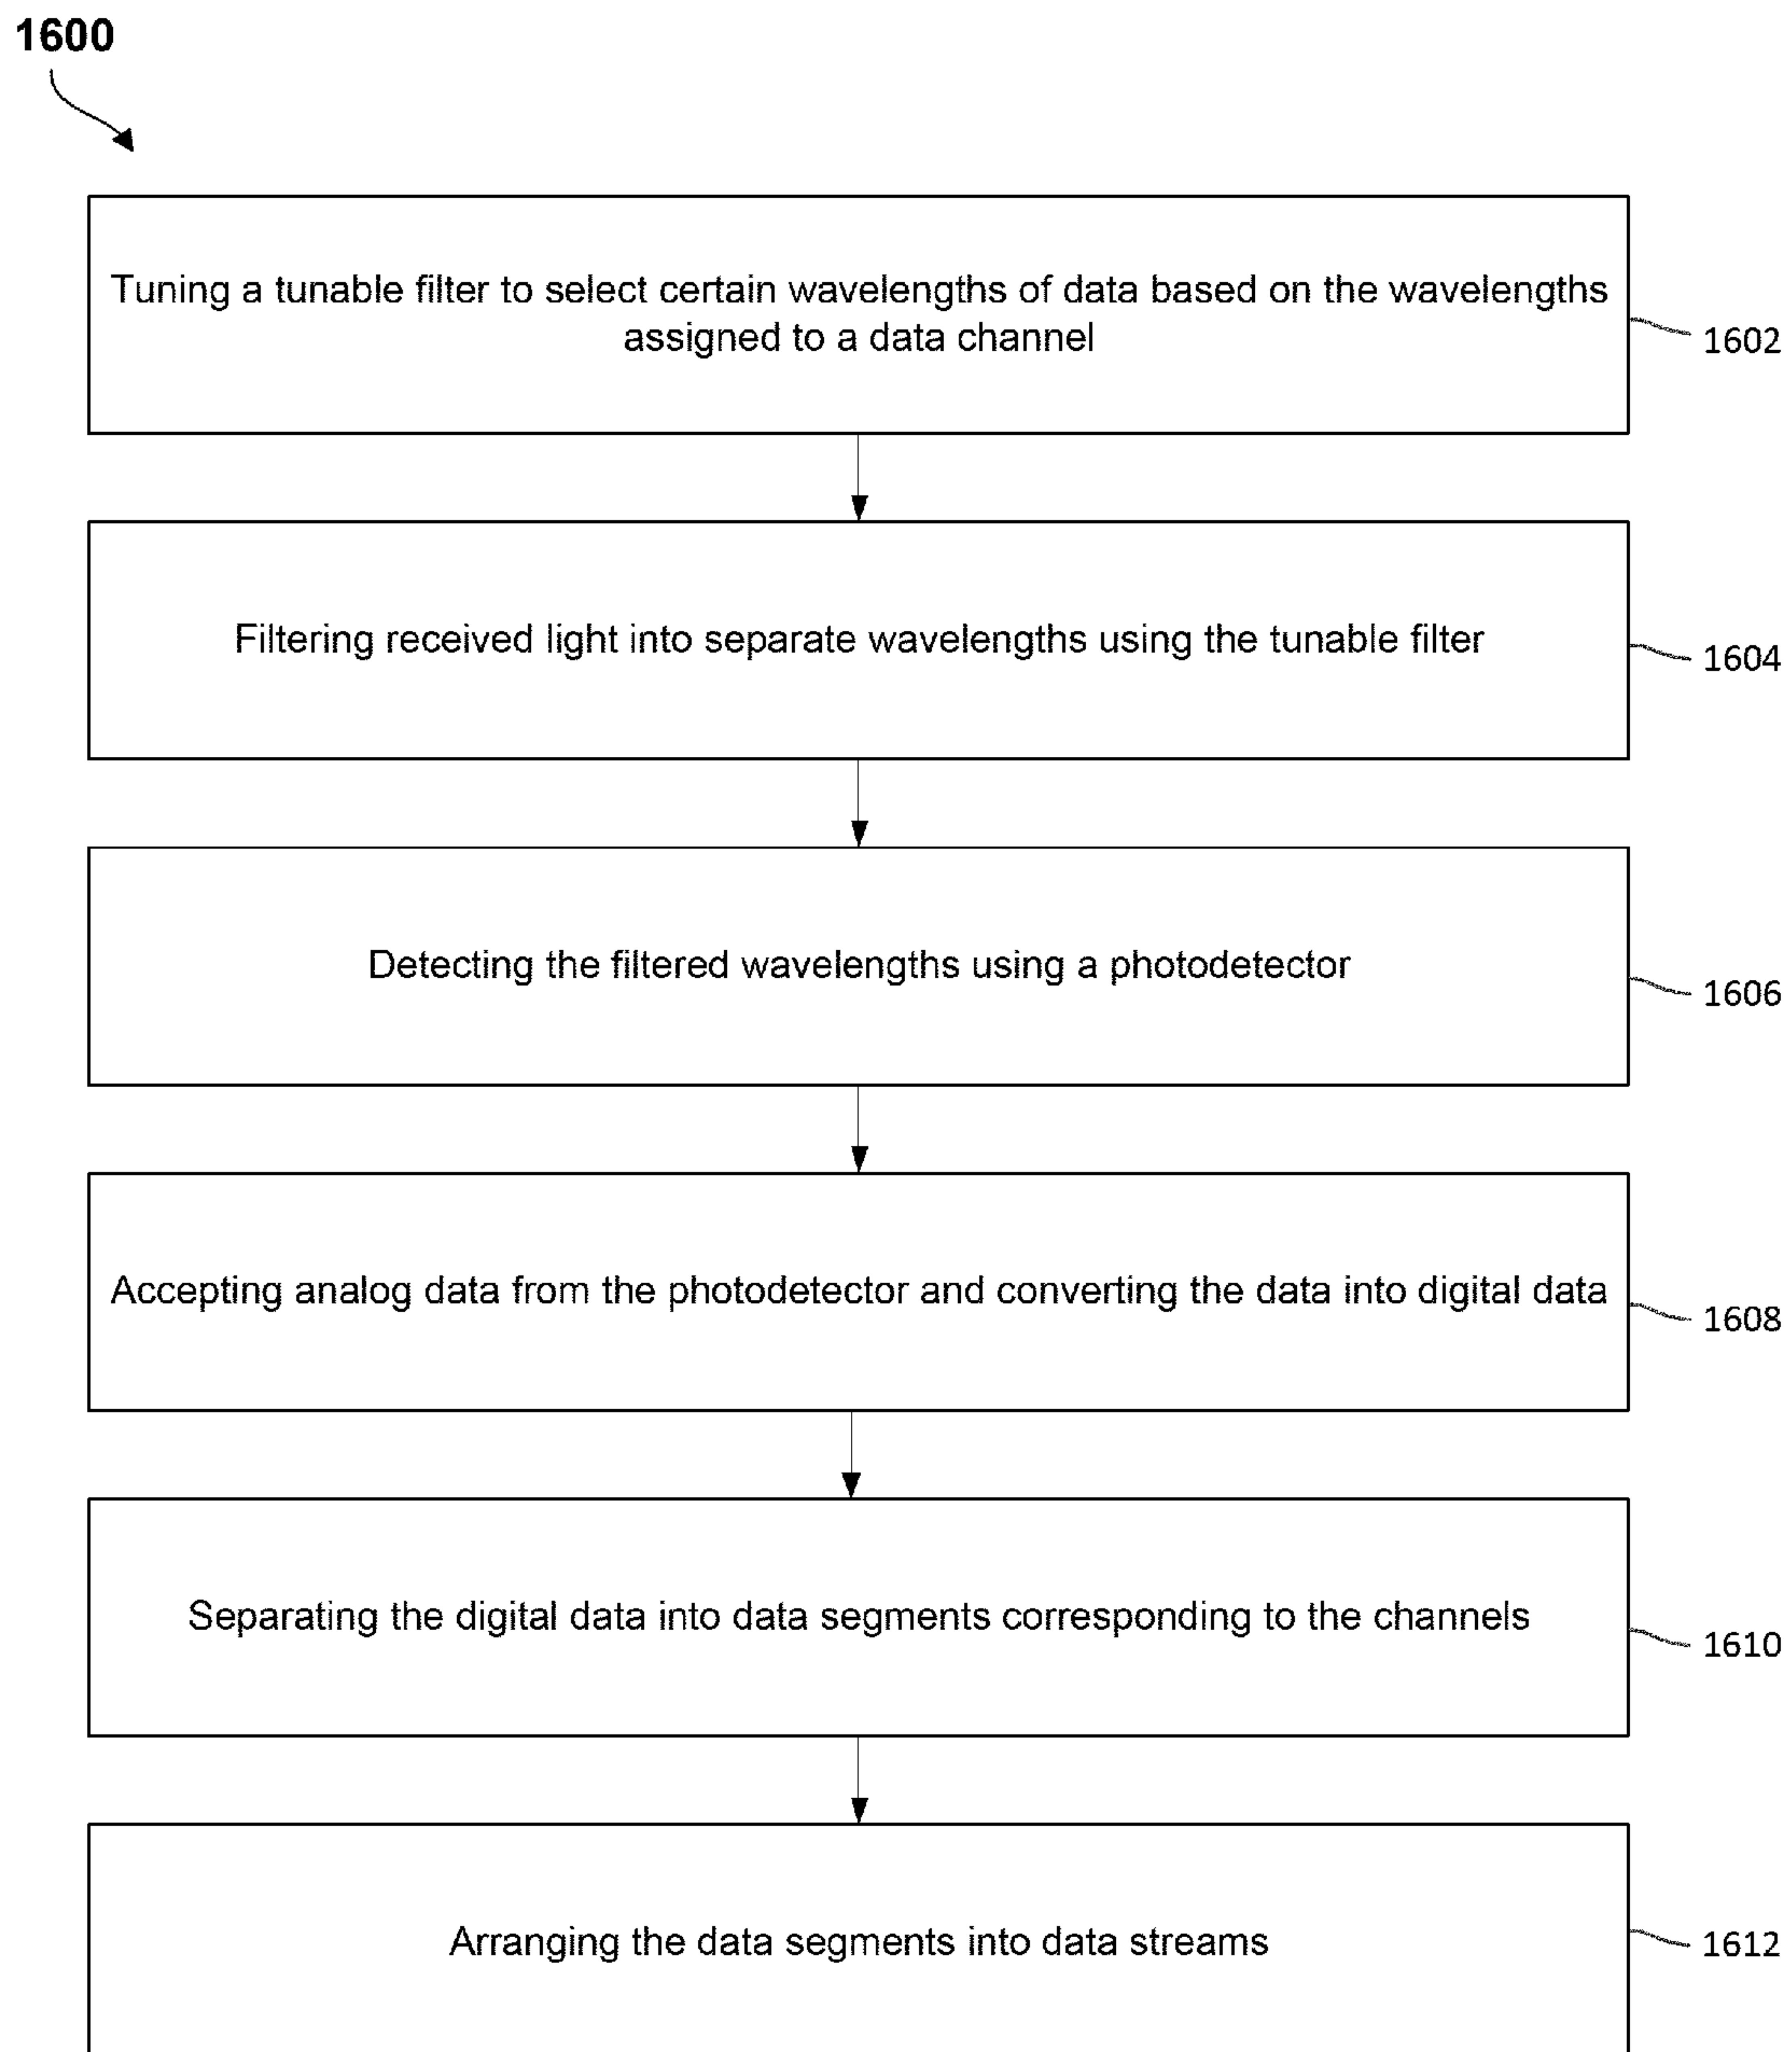 1600
Tuning a tunable filter to select certain wavelengths of data based on the wavelengths
assigned to a data channel
1602
Filtering received light into separate wavelengths using the tunable filter
1604
Detecting the filtered wavelengths using a photodetector
1606
Accepting analog data from the photodetector and converting the data into digital data
1608
Separating the digital data into data segments corresponding to the channels
1610
Arranging the data segments into data streams
1612